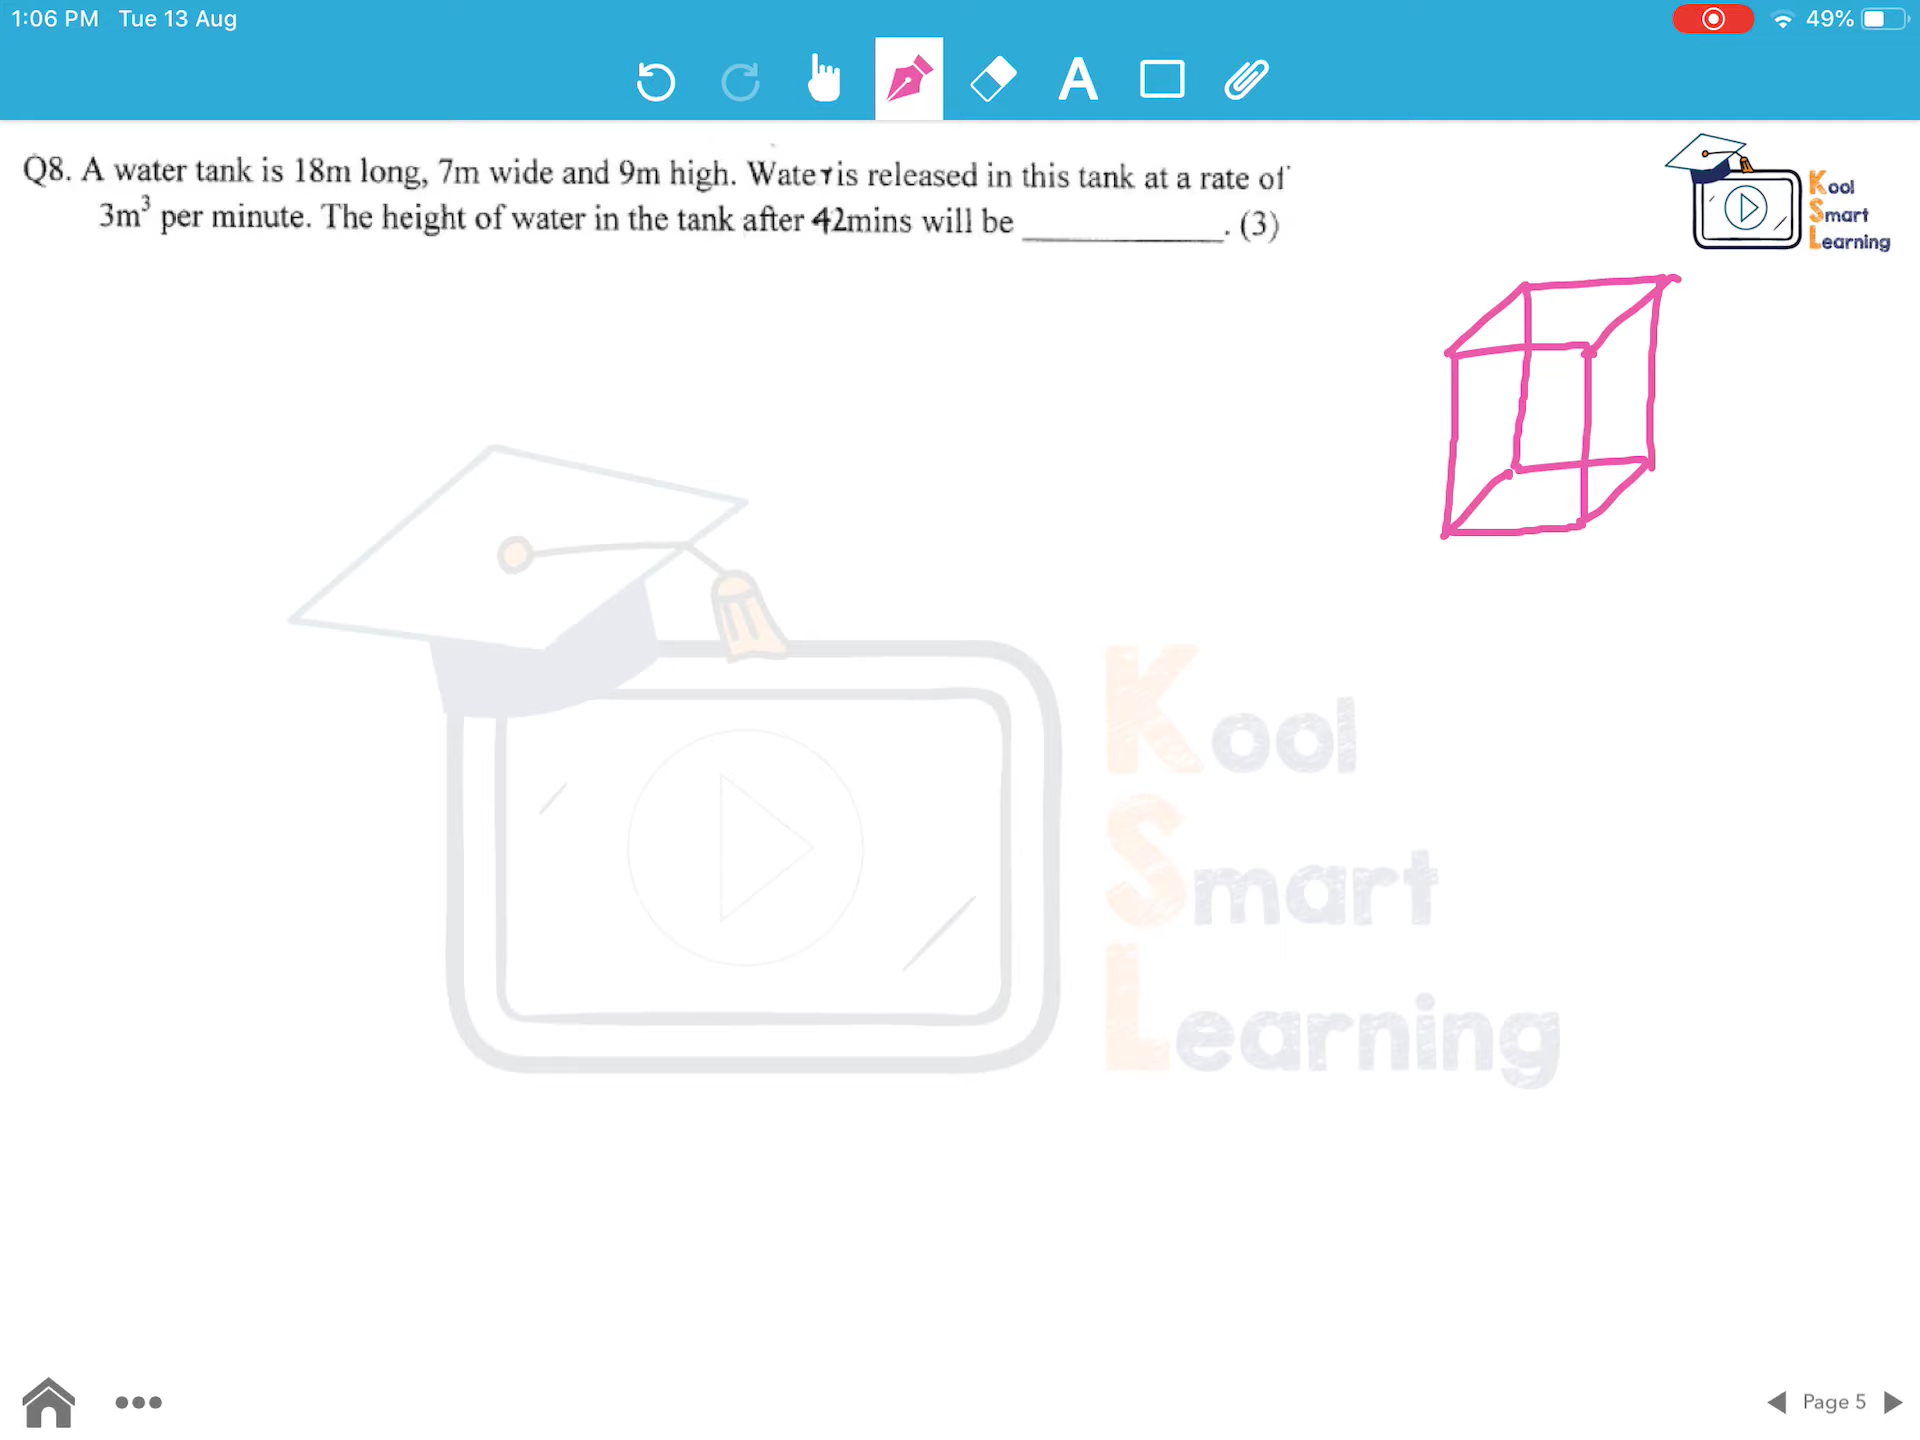 1:06 PM Tue 13 Aug
49%
A
Q8. A water tank is 18m long, 7m wide and 9m high. Water is released in this tank at a rate of
3m³ per minute. The height of water in the tank after 42mins will be ____________. (3)
Kool
Smart
Learning
Kool
Smart
Learning
Page 5